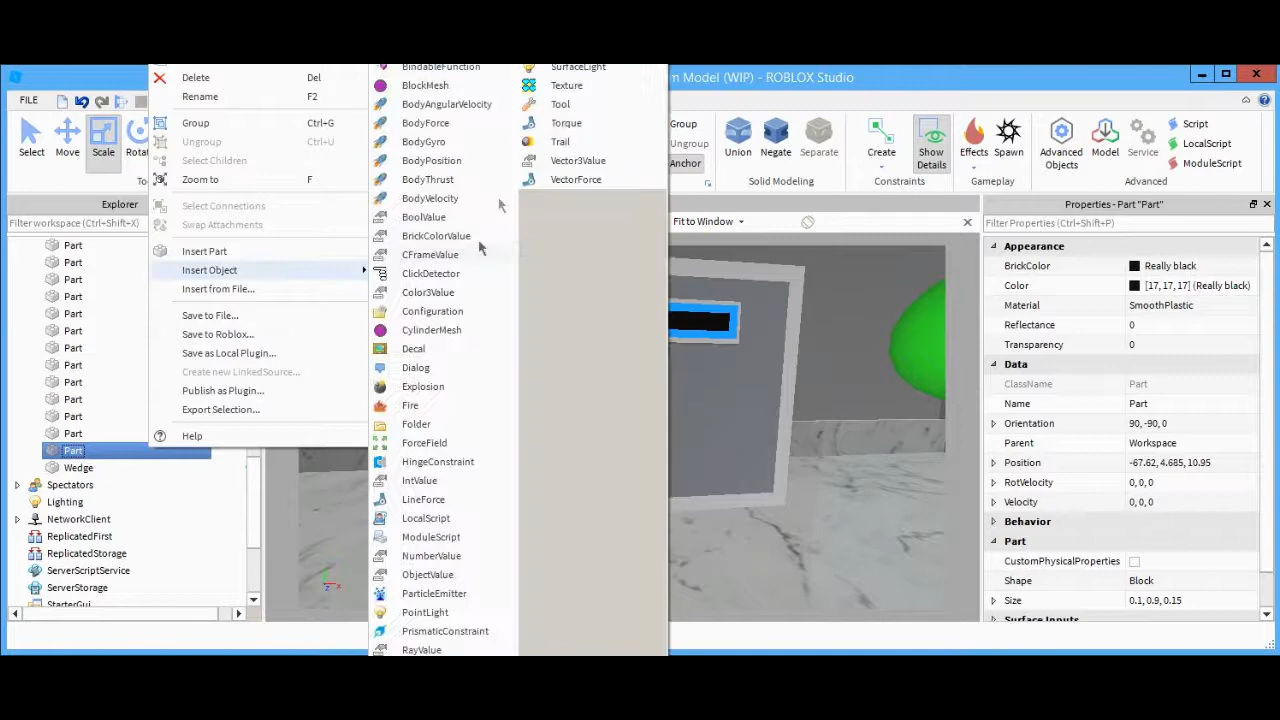 m Model (WIP) - ROBLOX Studio
FILE
Select
Move
Scale
Rota
Group
Ungroup
Anchor
Union
Negate
Separate
Solid Modeling
Create
Show
Details
Constraints
Effects
Spawn
Gameplay
Advanced
Objects
Model
Service
Script
LocalScript
ModuleScript
Advanced
Explorer
Filter workspace (Ctrl+Shift+X)
Part
Part
Part
Part
Part
Part
Part
Part
Part
Part
Part
Part
Part
Wedge
Spectators
Lighting
NetworkClient
ReplicatedFirst
ReplicatedStorage
ServerScriptService
ServerStorage
StarterGui
Delete Del
Rename F2
Group Ctrl+G
Ungroup Ctrl+U
Select Children
Zoom to F
Select Connections
Swap Attachments
Insert Part
Insert Object
Insert from File...
Save to File...
Save to Roblox...
Save as Local Plugin...
Create new LinkedSource...
Publish as Plugin...
Export Selection...
Help
BindableFunction
BlockMesh
BodyAngularVelocity
BodyForce
BodyGyro
BodyPosition
BodyThrust
BodyVelocity
BoolValue
BrickColorValue
CFrameValue
ClickDetector
Color3Value
Configuration
CylinderMesh
Decal
Dialog
Explosion
Fire
Folder
ForceField
HingeConstraint
IntValue
LineForce
LocalScript
ModuleScript
NumberValue
ObjectValue
ParticleEmitter
PointLight
PrismaticConstraint
RayValue
SurfaceLight
Texture
Tool
Torque
Trail
Vector3Value
VectorForce
Fit to Window
Properties - Part "Part"
Filter Properties (Ctrl+Shift+P)
Appearance
BrickColor Really black
Color [17, 17, 17] (Really black)
Material SmoothPlastic
Reflectance 0
Transparency 0
Data
ClassName Part
Name Part
Orientation 90, -90, 0
Parent Workspace
Position -67.62, 4.685, 10.95
RotVelocity 0, 0, 0
Velocity 0, 0, 0
Behavior
Part
CustomPhysicalProperties
Shape Block
Size 0.1, 0.9, 0.15
Surface Inputs